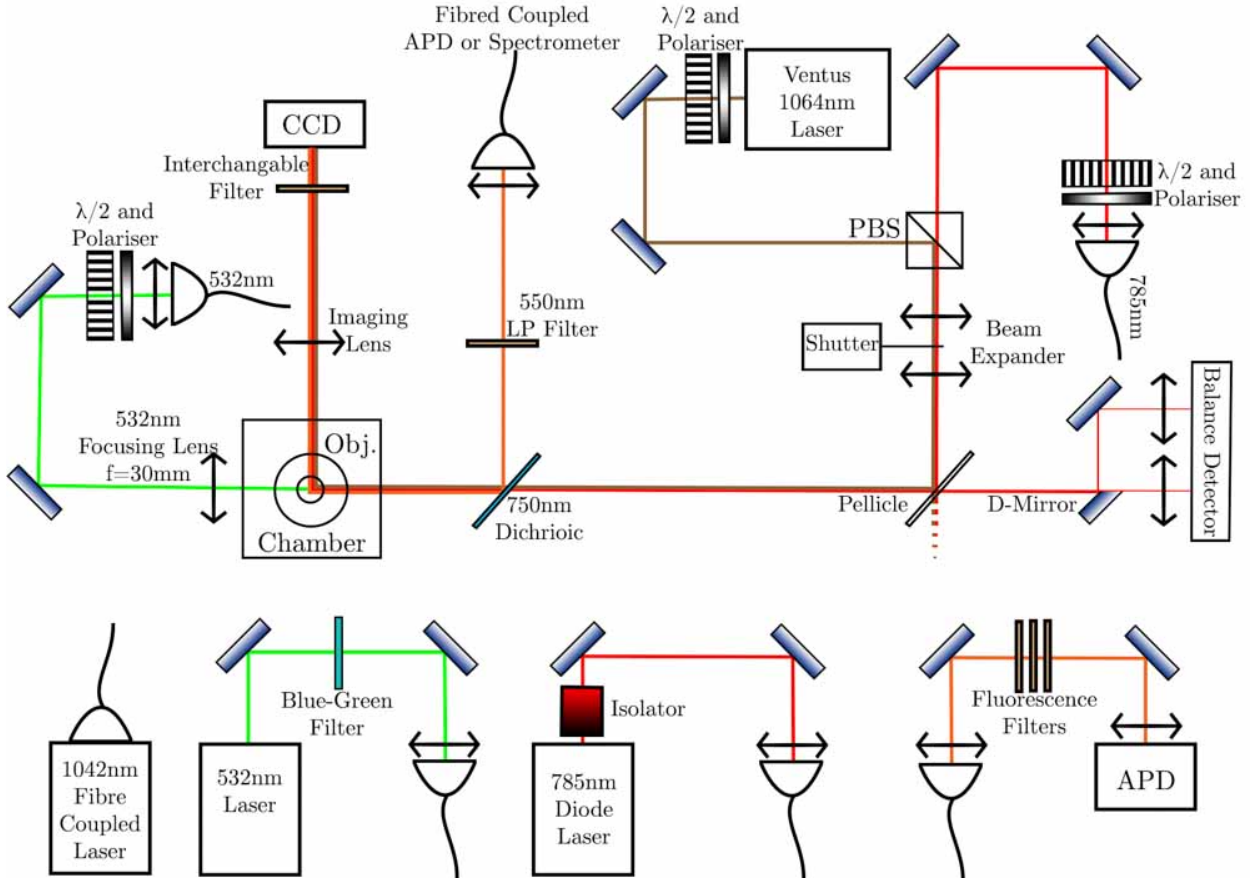 Fibred Coupled
APD or Spectrometer
λ/2 and
Polariser
Ventus
1064nm
Laser
CCD
Interchangable
Filter
λ/2 and
Polariser
λ/2 and
Polariser
PBS
532nm
785nm
550nm
LP Filter
Imaging
Lens
Shutter
Beam
Expander
Balance Detector
532nm
Focusing Lens
f=30mm
Obj.
Chamber
750nm
Dichrioic
Pellicle
D-Mirror
Blue-Green
Filter
Isolator
Fluorescence
Filters
1042nm
Fibre
Coupled
Laser
532nm
Laser
785nm
Diode
Laser
APD